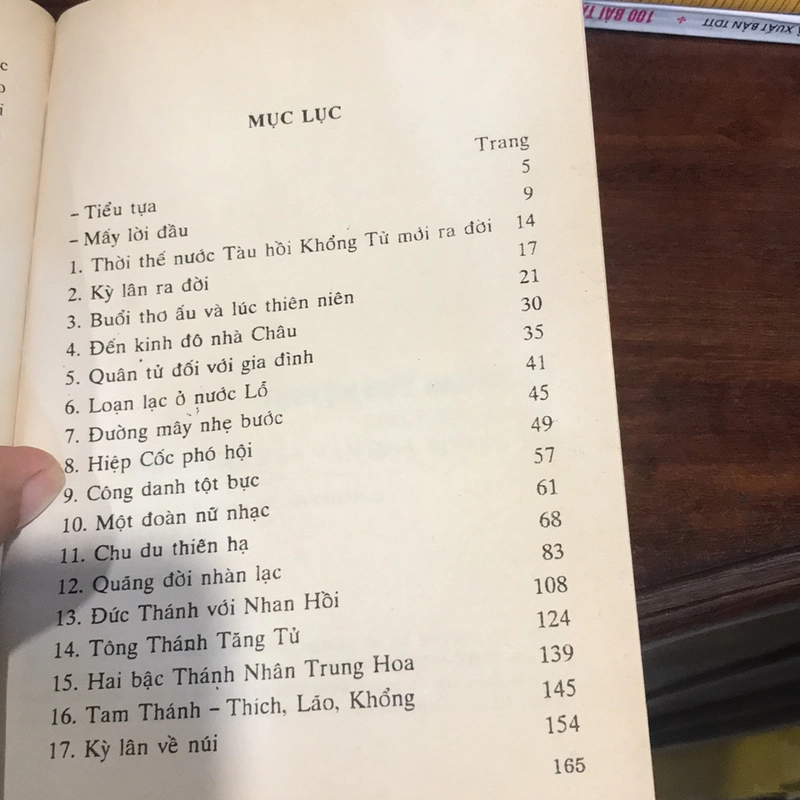 MỤC LỤC
Trang
– Tiểu tựa 5
– Mấy lời đầu 9
1. Thời thế nước Tàu hồi Khổng Tử mới ra đời 14
2. Kỳ lân ra đời 17
3. Buổi thơ ấu và lúc thiên niên 21
4. Đến kinh đô nhà Châu 30
5. Quân tử đối với gia đình 35
6. Loạn lạc ở nước Lỗ 41
7. Đường mây nhẹ bước 45
8. Hiệp Cốc phó hội 49
9. Công danh tột bực 57
10. Một đoàn nữ nhạc 61
11. Chu du thiên hạ 68
12. Quãng đời nhàn lạc 83
13. Đức Thánh với Nhan Hồi 108
14. Tông Thánh Tăng Tử 124
15. Hai bậc Thánh Nhân Trung Hoa 139
16. Tam Thánh – Thích, Lão, Khổng 145
17. Kỳ lân về núi 154
165
XUẤT BẢN TDTT
100 BÀI